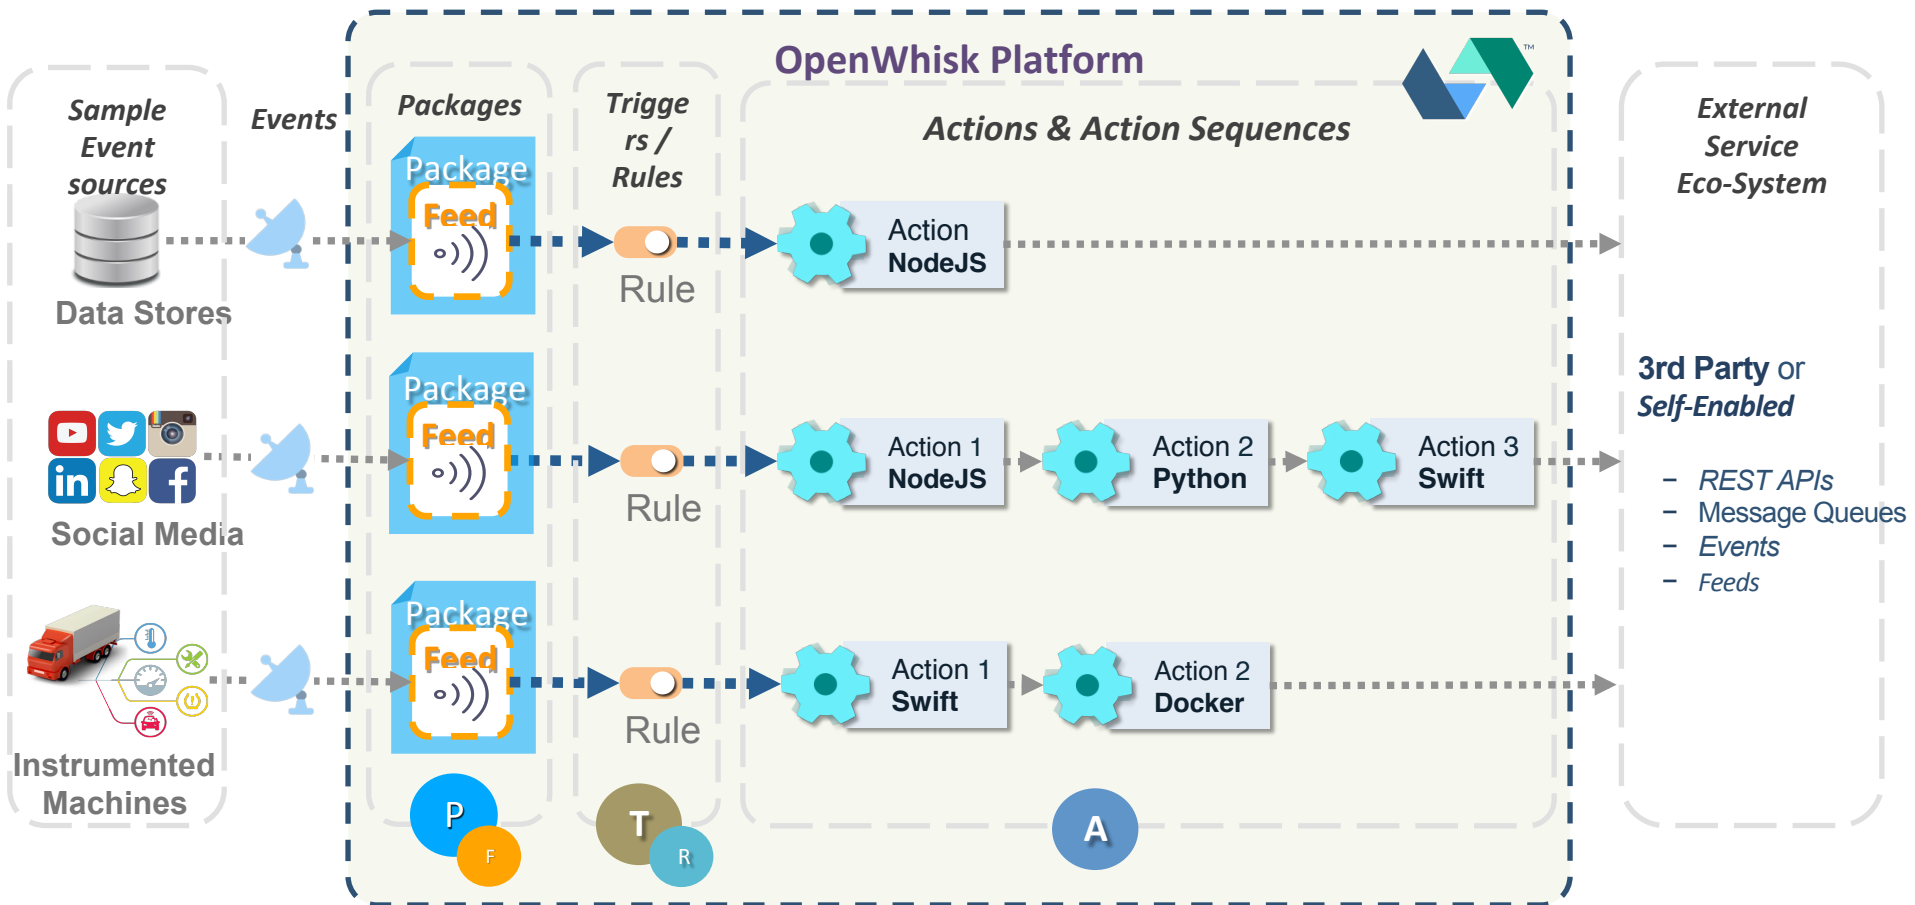 OpenWhisk Platform
™
Sample
Event
sources
Events
Packages
Trigge
rs /
Rules
Actions & Action Sequences
External
Service
Eco-System
Package
Feed
Rule
Action
NodeJS
Data Stores
Package
Feed
Rule
Action 1
NodeJS
Action 2
Python
Action 3
Swift
Social Media
3rd Party or
Self-Enabled
– REST APIs
– Message Queues
– Events
– Feeds
in
f
Package
Feed
Rule
Action 1
Swift
Action 2
Docker
Instrumented
Machines
P
F
T
R
A